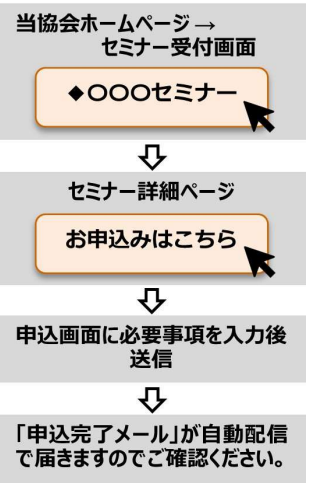 当協会ホームページ→
セミナー受付画面
◆〇〇〇セミナー
セミナー詳細ページ
お申込みはこちら
申込画面に必要事項を入力後
送信
「申込完了メール」が自動配信
で届きますのでご確認ください。